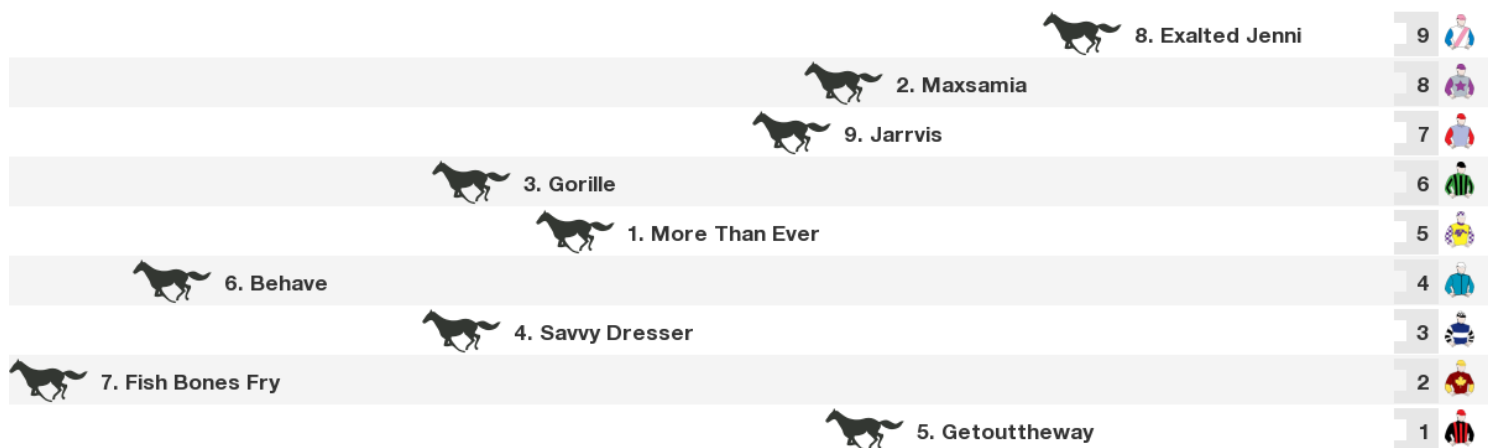 8. Exalted Jenni 9
2. Maxsamia 8
9. Jarrvis 7
3. Gorille 6
1. More Than Ever 5
6. Behave 4
4. Savvy Dresser 3
7. Fish Bones Fry 2
5. Getouttheway 1